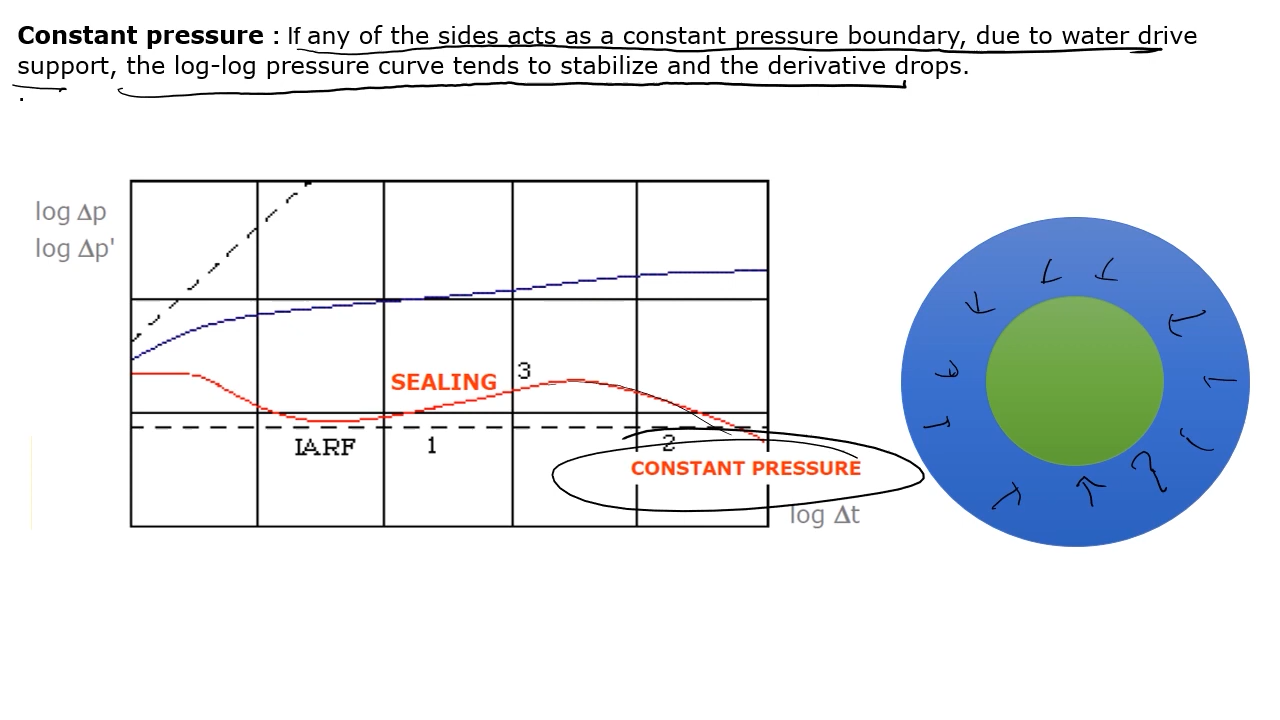 Constant pressure : If any of the sides acts as a constant pressure boundary, due to water drive
support, the log-log pressure curve tends to stabilize and the derivative drops.
.
log Δp
log Δp'
SEALING
3
IARF
1
2
CONSTANT PRESSURE
log Δt